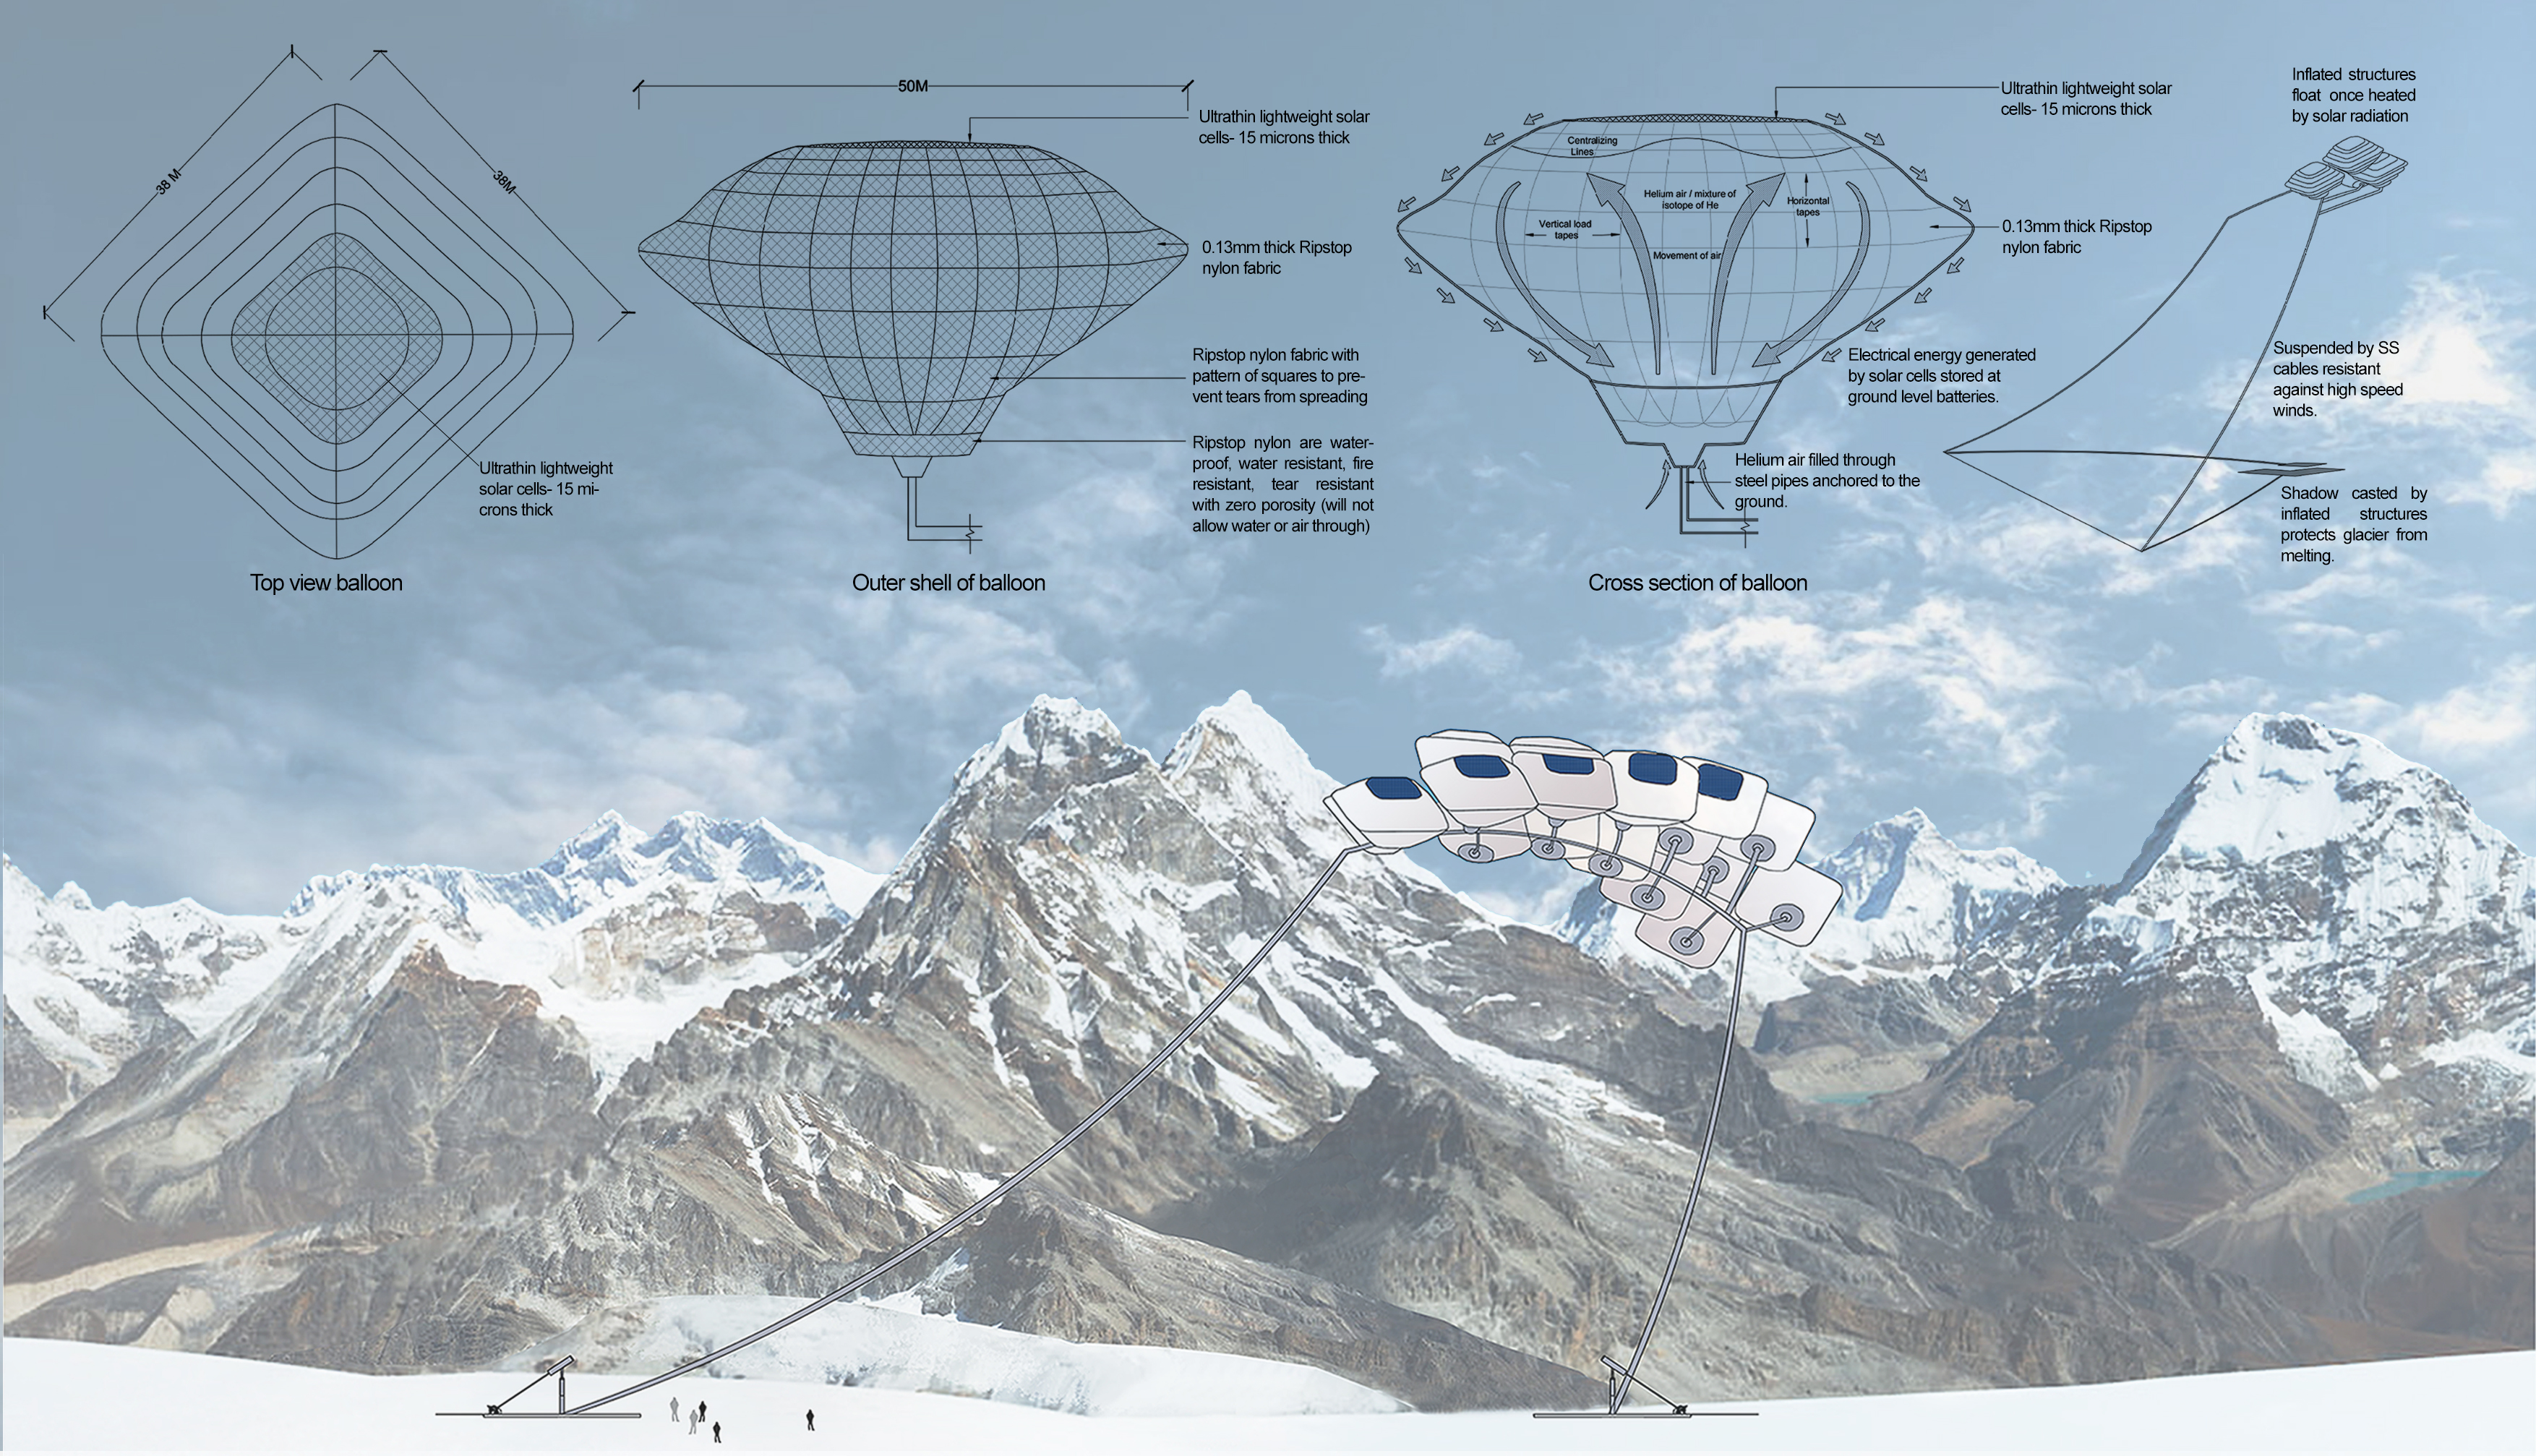 38 M
38M
Ultrathin lightweight
solar cells- 15 mi-
crons thick
Top view balloon
50M
Ultrathin lightweight solar
cells- 15 microns thick
0.13mm thick Ripstop
nylon fabric
Ripstop nylon fabric with
pattern of squares to pre-
vent tears from spreading
Ripstop nylon are water-
proof, water resistant, fire
resistant, tear resistant
with zero porosity (will not
allow water or air through)
Outer shell of balloon
Ultrathin lightweight solar
cells- 15 microns thick
Centralizing
Lines
Helium air / mixture of
isotope of He
Horizontal
tapes
Vertical load
tapes
Movement of air
0.13mm thick Ripstop
nylon fabric
Electrical energy generated
by solar cells stored at
ground level batteries.
Helium air filled through
steel pipes anchored to the
ground.
Cross section of balloon
Inflated structures
float once heated
by solar radiation
Suspended by SS
cables resistant
against high speed
winds.
Shadow casted by
inflated structures
protects glacier from
melting.